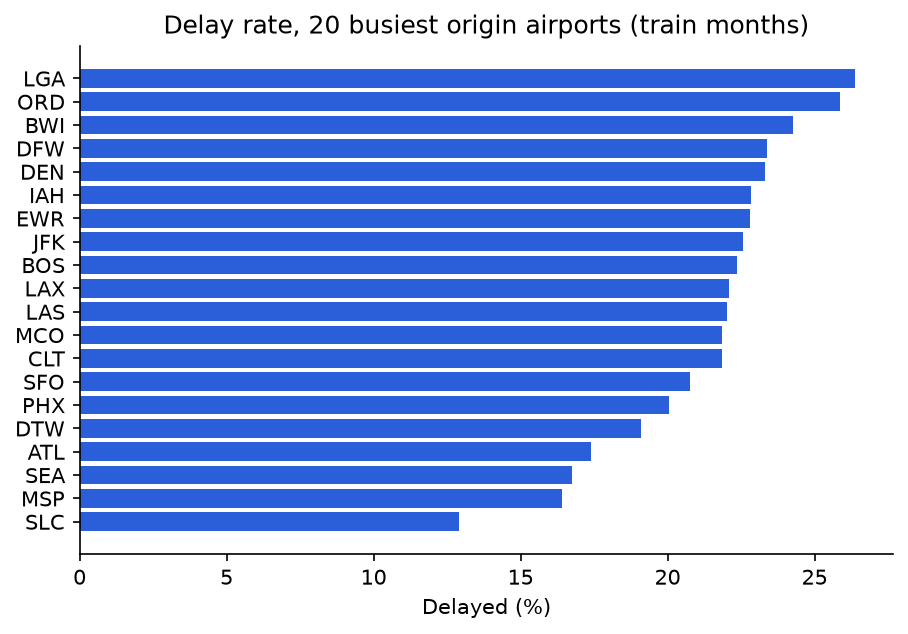 Delay rate, 20 busiest origin airports (train months)
LGA
ORD
BWI
DFW
DEN
IAH
EWR
JFK
BOS
LAX
LAS
MCO
CLT
SFO
PHX
DTW
ATL
SEA
MSP
SLC
0 5 10 15 20 25
Delayed (%)